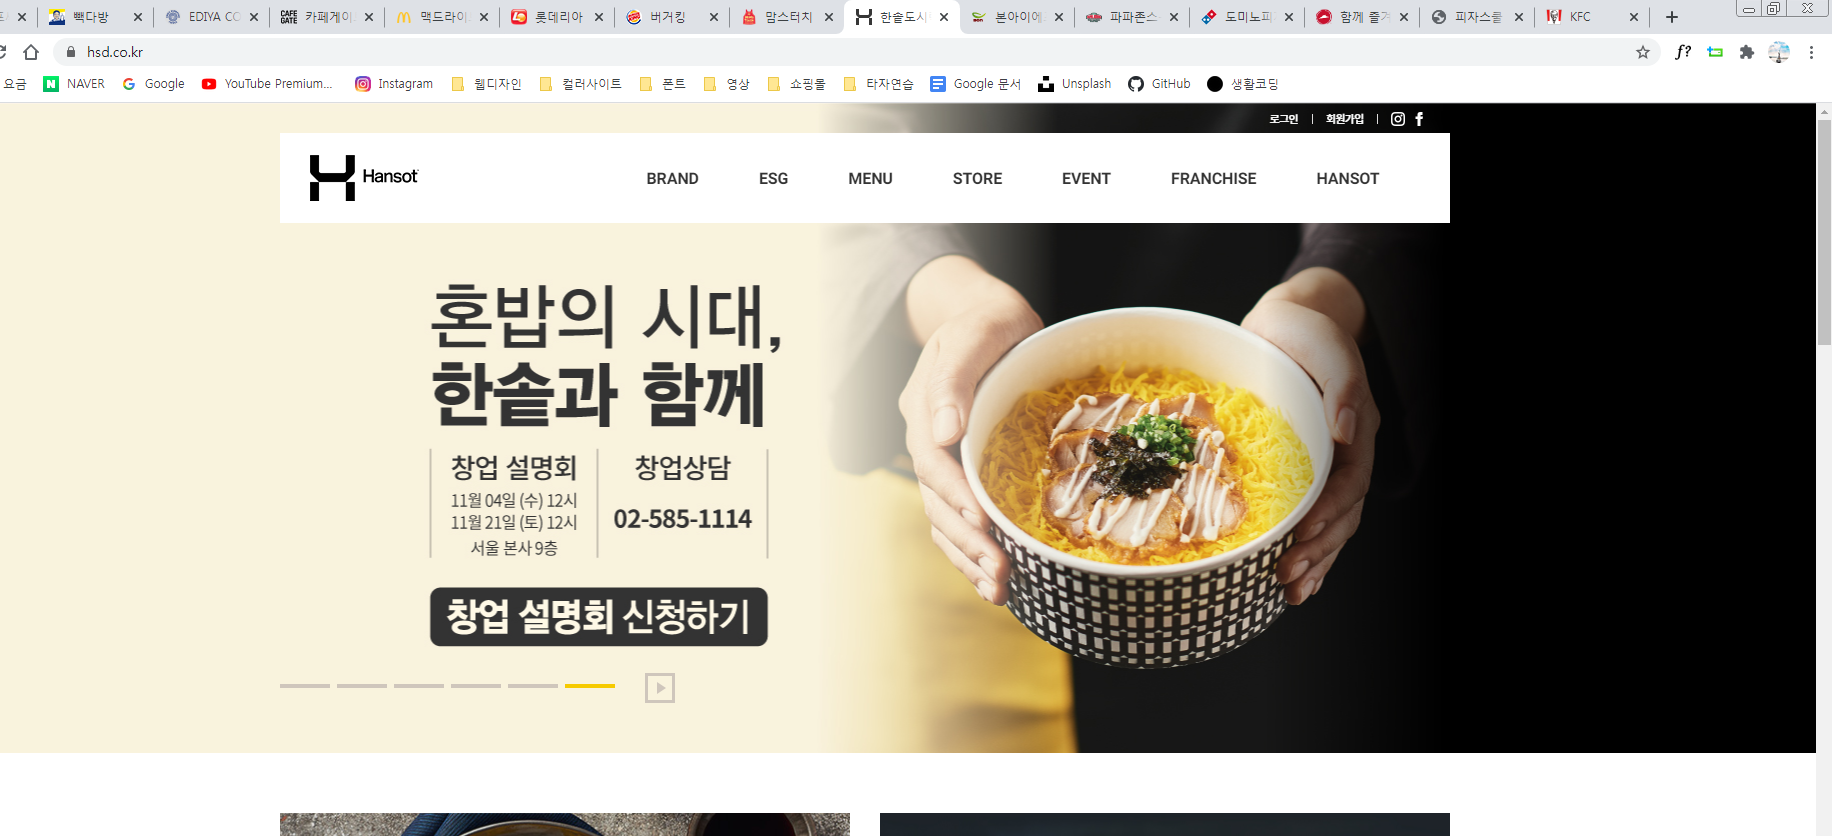 빽다방
EDIYA CO
카페게이
맥드라이
롯데리아
버거킹
맘스터치
한솥도시
본아이에
파파존스
도미노피
함께 즐겨
피자스쿨
KFC
hsd.co.kr
f?
요금
NAVER
Google
YouTube Premium...
Instagram
웹디자인
컬러사이트
폰트
영상
쇼핑몰
타자연습
Google 문서
Unsplash
GitHub
생활코딩
로그인
회원가입
Hansot
BRAND
ESG
MENU
STORE
EVENT
FRANCHISE
HANSOT
혼밥의 시대,
한솥과 함께
창업 설명회
11월 04일 (수) 12시
11월 21일 (토) 12시
서울 본사 9층
창업상담
02-585-1114
창업 설명회 신청하기